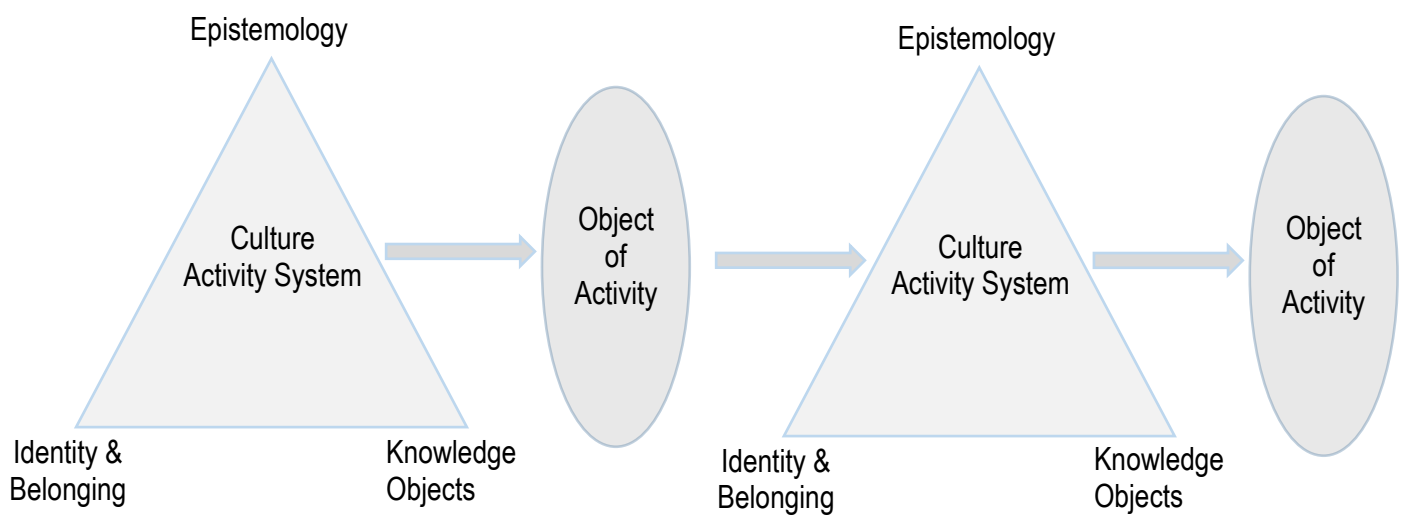 Epistemology
Culture
Activity System
Identity &
Belonging
Knowledge
Objects
Object
of
Activity
Epistemology
Culture
Activity System
Identity &
Belonging
Knowledge
Objects
Object
of
Activity